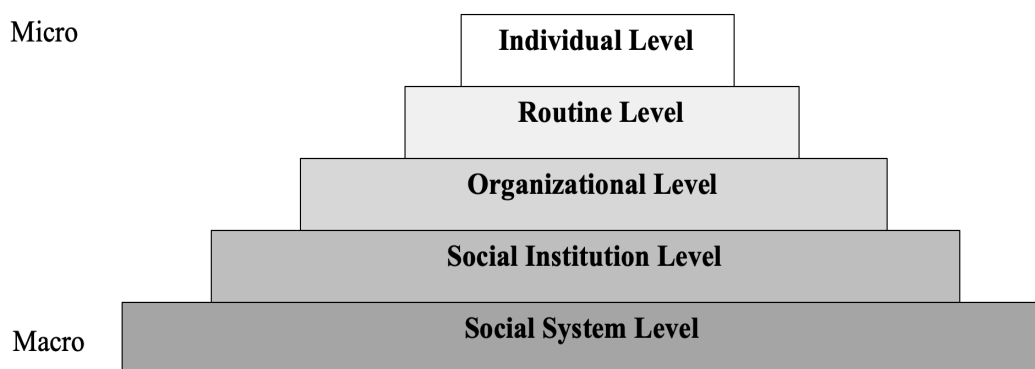 Micro
Individual Level
Routine Level
Organizational Level
Social Institution Level
Social System Level
Macro